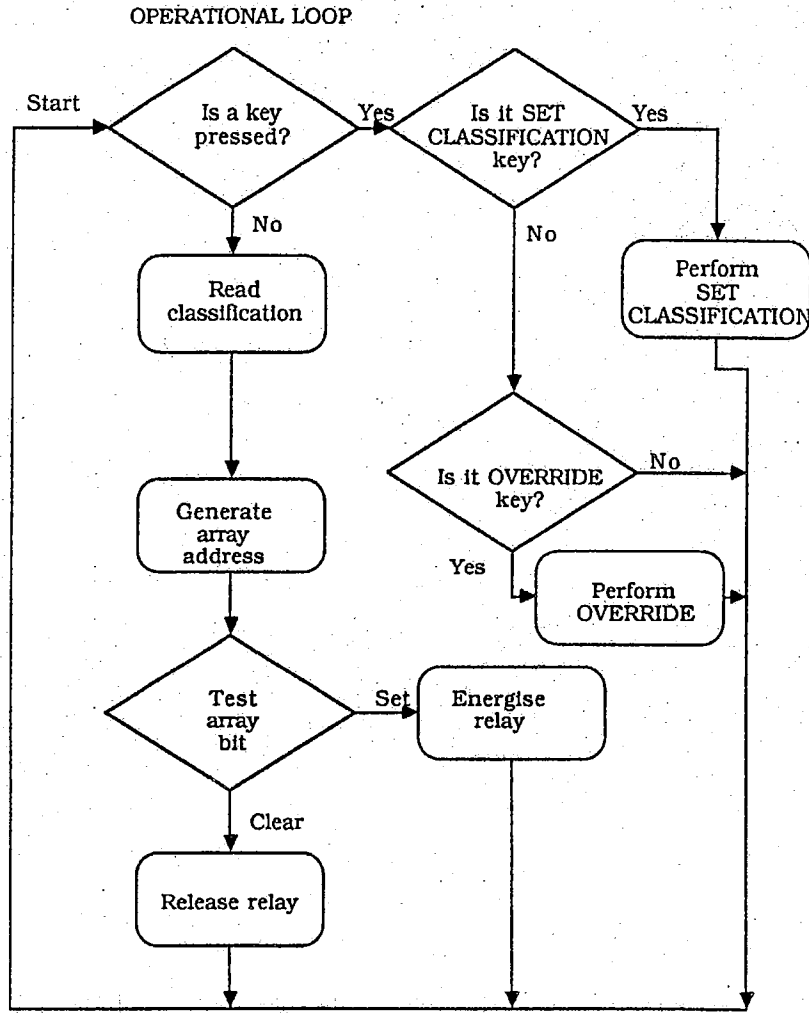 OPERATIONAL LOOP
Start
Is a key
pressed?
Yes
Is it SET
CLASSIFICATION
key?
Yes
No
No
Read
classification
Perform
SET
CLASSIFICATION
Is it OVERRIDE
key?
No
Yes
Generate
array
address
Perform
OVERRIDE
Test
array
bit
Set
Energise
relay
Clear
Release relay